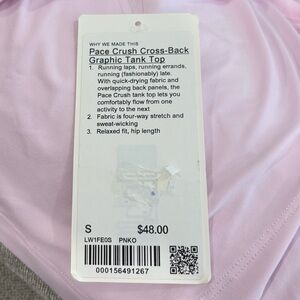 WHY WE MADE THIS
Pace Crush Cross-Back
Graphic Tank Top
1. Running laps, running errands,
running (fashionably) late.
With quick-drying fabric and
overlapping back panels, the
Pace Crush tank top lets you
comfortably flow from one
activity to the next
2. Fabric is four-way stretch and
sweat-wicking
3. Relaxed fit, hip length
S $48.00
LW1FE0S PNKO
000156491267